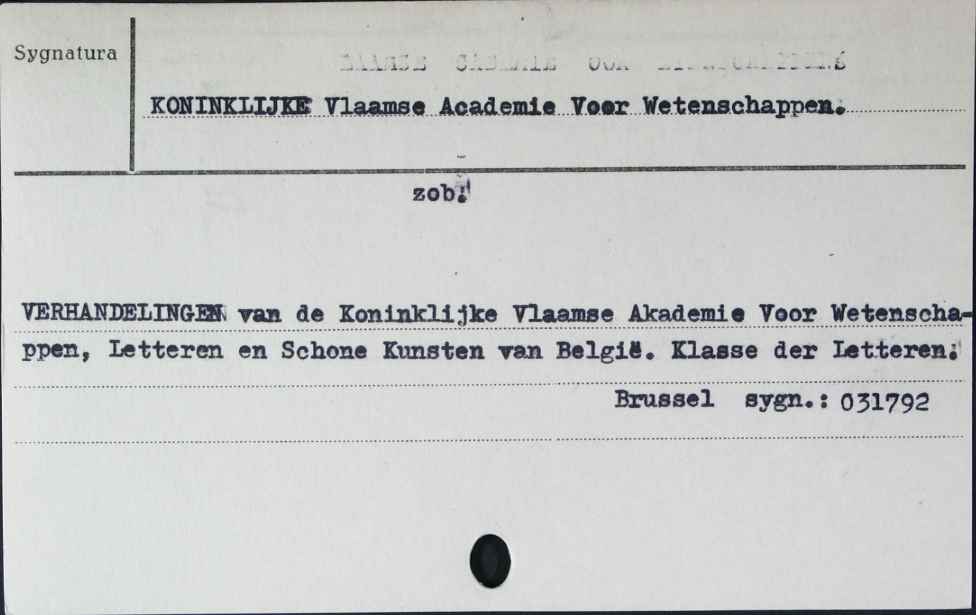 Sygnatura
KONINKLIJKE Vlaamse Academie Voor Wetenschappen.
zob:
VERHANDELINGEN van de Koninklijke Vlaamse Akademie Voor Wetenscha-
ppen, Letteren en Schone Kunsten van België. Klasse der Letteren.
Brussel sygn.: 031792